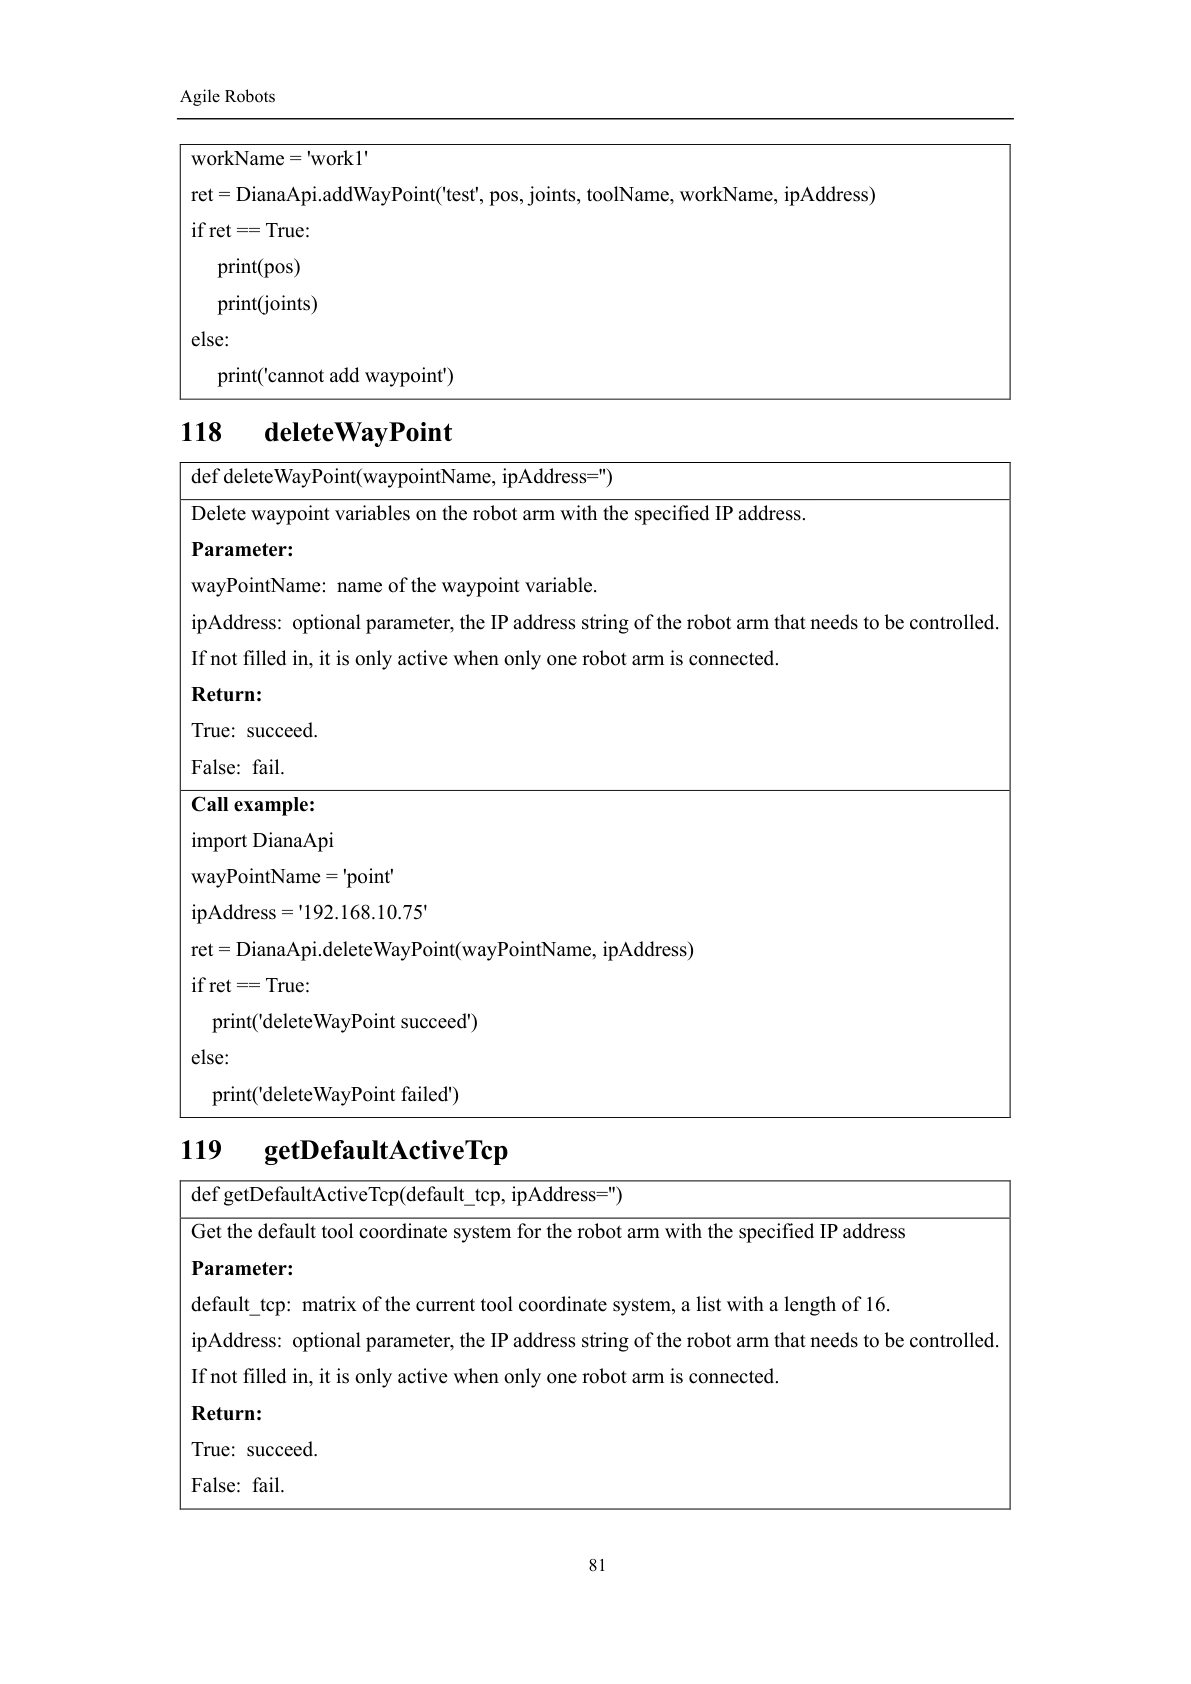 Agile Robots
workName = 'work1'
ret = DianaApi.addWayPoint('test', pos, joints, toolName, workName, ipAddress)
if ret == True:
print(pos)
print(joints)
else:
print('cannot add waypoint')
118 deleteWayPoint
def deleteWayPoint(waypointName, ipAddress='')
Delete waypoint variables on the robot arm with the specified IP address.
Parameter:
wayPointName: name of the waypoint variable.
ipAddress: optional parameter, the IP address string of the robot arm that needs to be controlled.
If not filled in, it is only active when only one robot arm is connected.
Return:
True: succeed.
False: fail.
Call example:
import DianaApi
wayPointName = 'point'
ipAddress = '192.168.10.75'
ret = DianaApi.deleteWayPoint(wayPointName, ipAddress)
if ret == True:
print('deleteWayPoint succeed')
else:
print('deleteWayPoint failed')
119 getDefaultActiveTcp
def getDefaultActiveTcp(default_tcp, ipAddress='')
Get the default tool coordinate system for the robot arm with the specified IP address
Parameter:
default_tcp: matrix of the current tool coordinate system, a list with a length of 16.
ipAddress: optional parameter, the IP address string of the robot arm that needs to be controlled.
If not filled in, it is only active when only one robot arm is connected.
Return:
True: succeed.
False: fail.
81